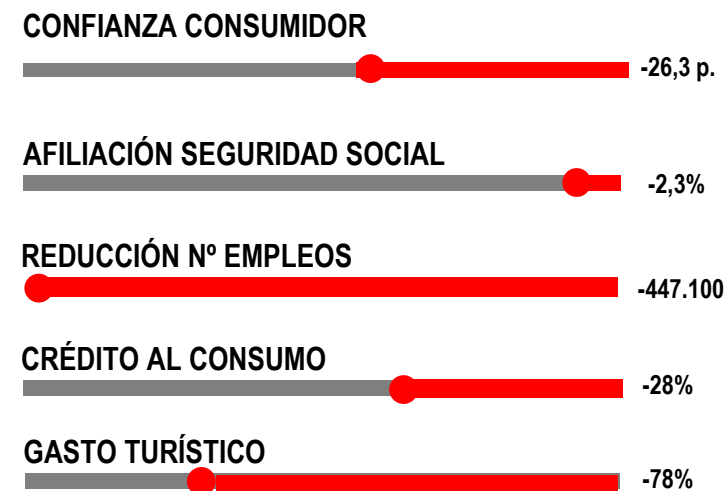 CONFIANZA CONSUMIDOR
-26,3 p.
AFILIACIÓN SEGURIDAD SOCIAL
-2,3%
REDUCCIÓN Nº EMPLEOS
-447.100
CRÉDITO AL CONSUMO
-28%
GASTO TURÍSTICO
-78%